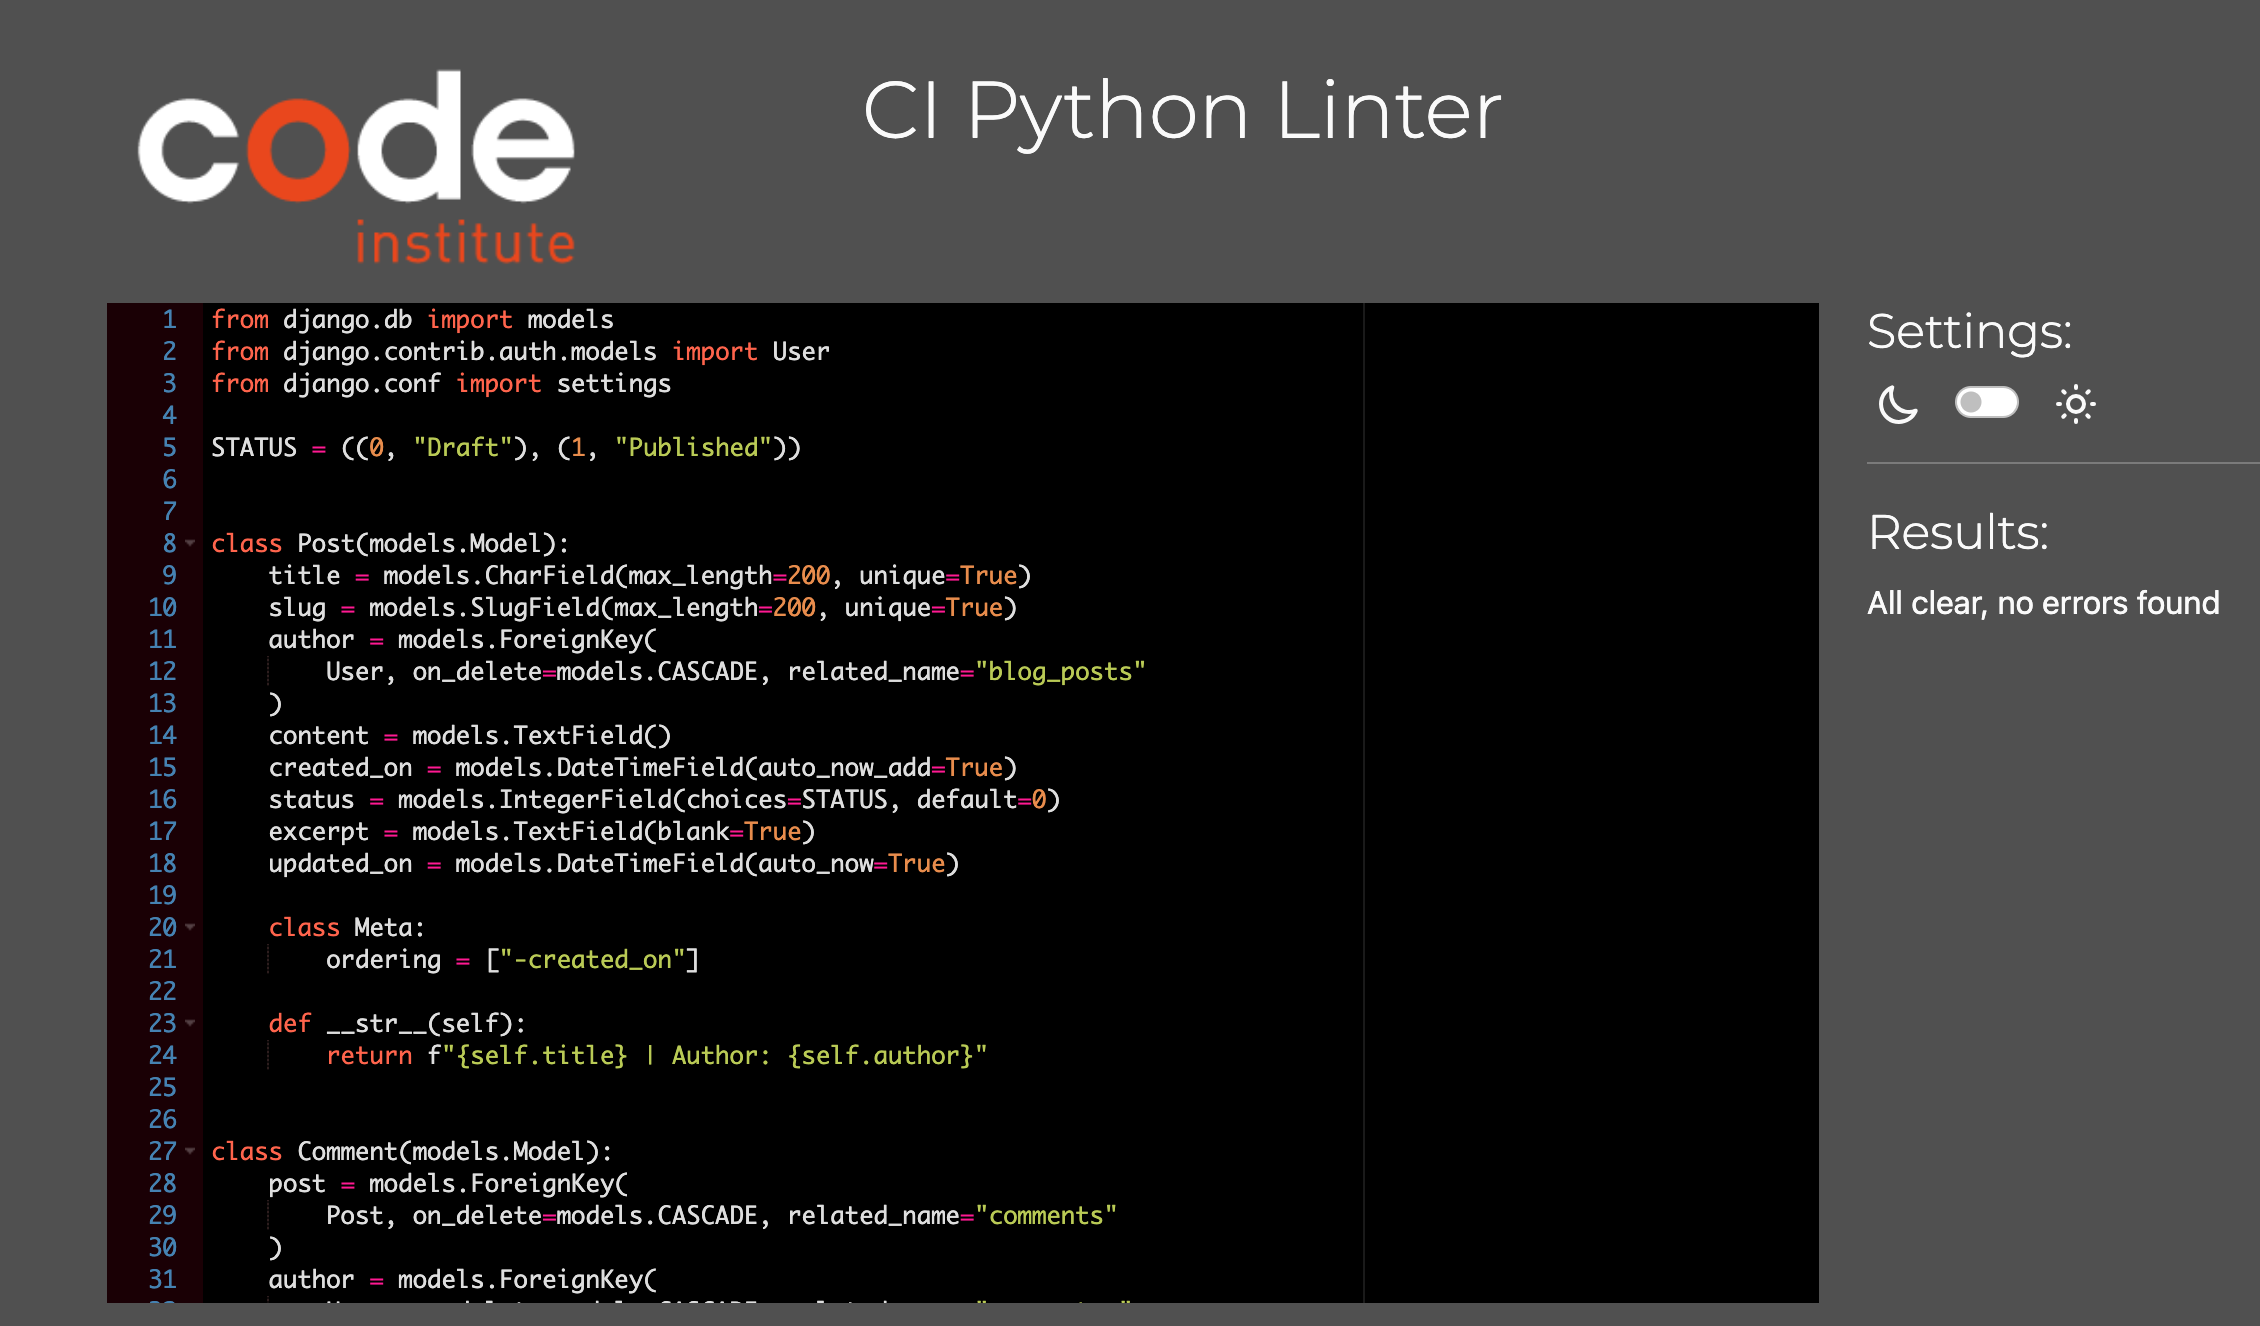 code
institute
CI Python Linter
1 from django.db import models
2 from django.contrib.auth.models import User
3 from django.conf import settings
4
5 STATUS = ((0, "Draft"), (1, "Published"))
6
7
8 class Post(models.Model):
9     title = models.CharField(max_length=200, unique=True)
10     slug = models.SlugField(max_length=200, unique=True)
11     author = models.ForeignKey(
12         User, on_delete=models.CASCADE, related_name="blog_posts"
13     )
14     content = models.TextField()
15     created_on = models.DateTimeField(auto_now_add=True)
16     status = models.IntegerField(choices=STATUS, default=0)
17     excerpt = models.TextField(blank=True)
18     updated_on = models.DateTimeField(auto_now=True)
19
20     class Meta:
21         ordering = ["-created_on"]
22
23     def __str__(self):
24         return f"{self.title} | Author: {self.author}"
25
26
27 class Comment(models.Model):
28     post = models.ForeignKey(
29         Post, on_delete=models.CASCADE, related_name="comments"
30     )
31     author = models.ForeignKey(
Settings:
Results:
All clear, no errors found